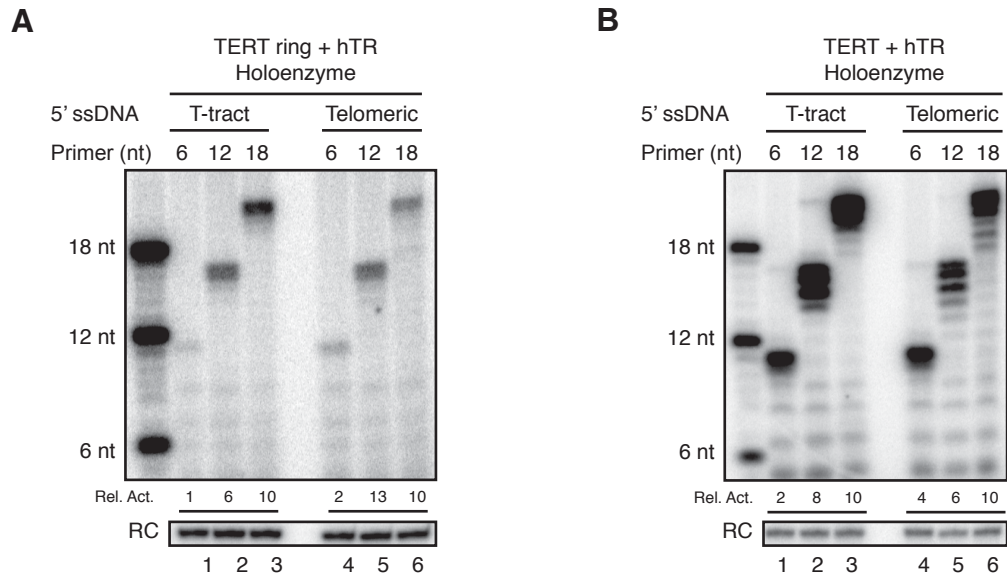 A
TERT ring + hTR
Holoenzyme
5' ssDNA T-tract Telomeric
Primer (nt) 6 12 18 6 12 18
18 nt
12 nt
6 nt
Rel. Act. 1 6 10 2 13 10
RC
1 2 3 4 5 6
B
TERT + hTR
Holoenzyme
5' ssDNA T-tract Telomeric
Primer (nt) 6 12 18 6 12 18
18 nt
12 nt
6 nt
Rel. Act. 2 8 10 4 6 10
RC
1 2 3 4 5 6